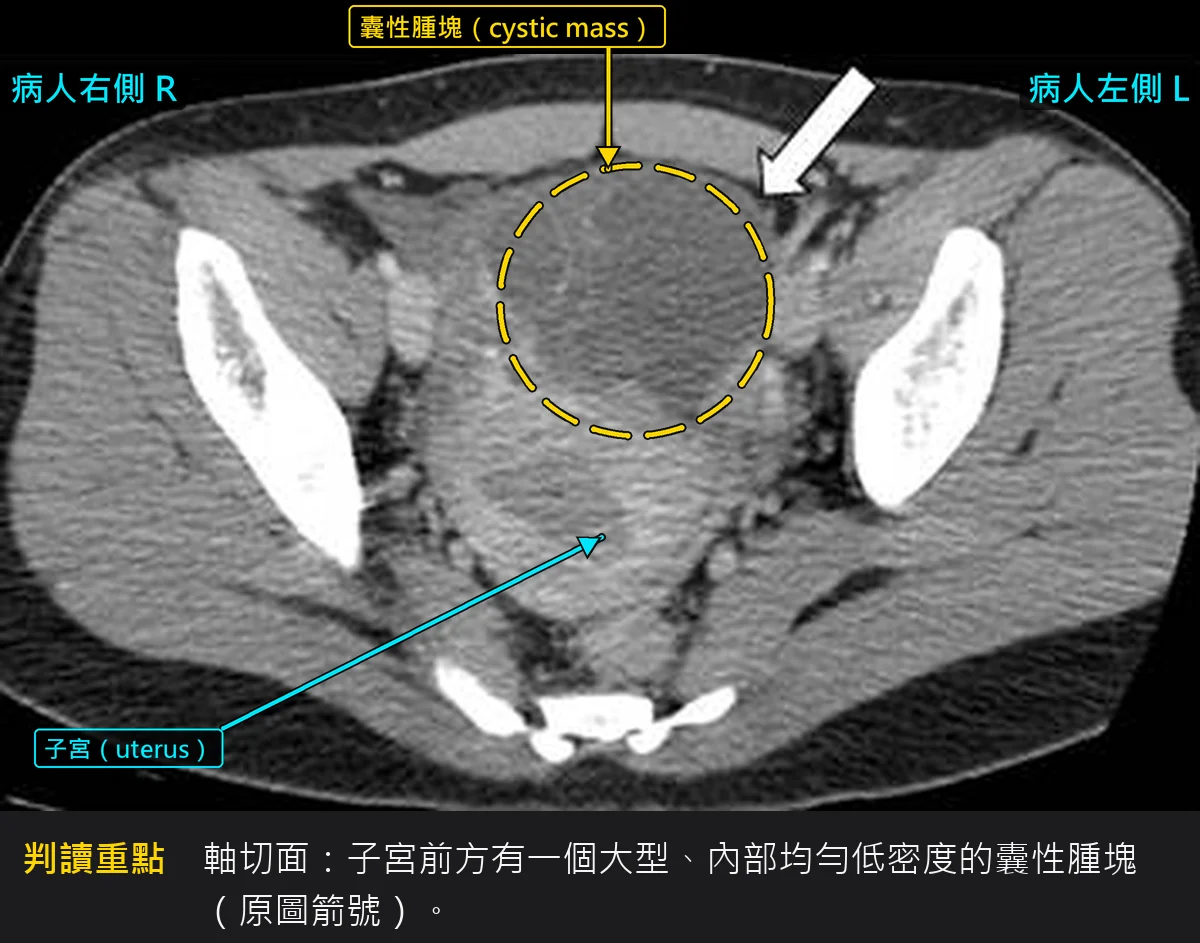 囊性腫塊（cystic mass）
病人右側 R
病人左側 L
子宮（uterus）
判讀重點 軸切面：子宮前方有一個大型、內部均勻低密度的囊性腫塊
（原圖箭號）。